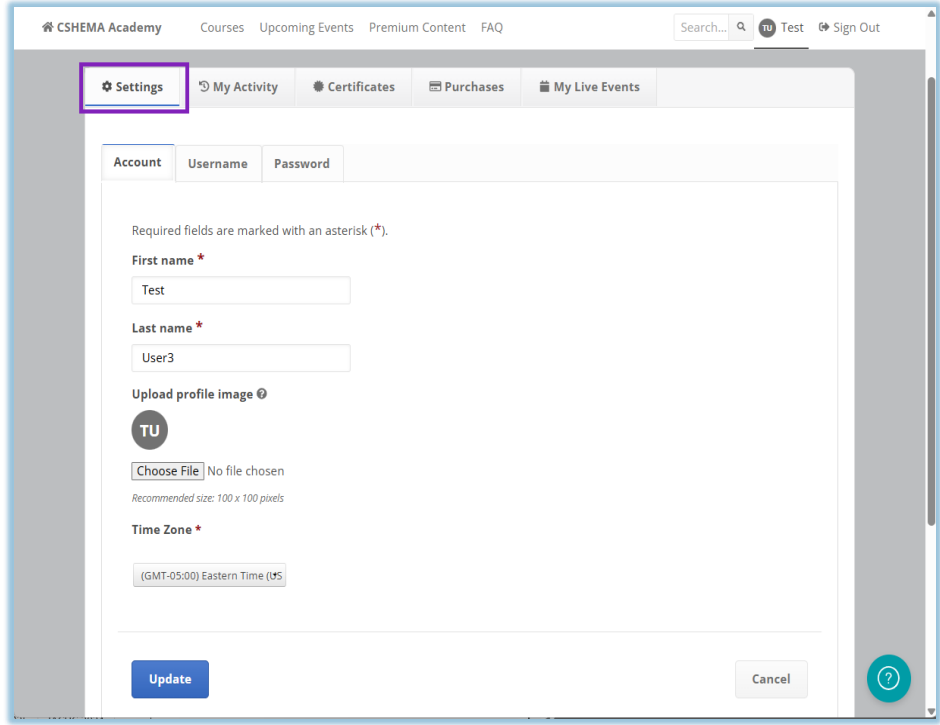 CSHEMA Academy Courses Upcoming Events Premium Content FAQ Search... TU Test Sign Out
Settings My Activity Certificates Purchases My Live Events
Account Username Password
Required fields are marked with an asterisk (*).
First name *
Test
Last name *
User3
Upload profile image
TU
Choose File No file chosen
Recommended size: 100 x 100 pixels
Time Zone *
(GMT-05:00) Eastern Time (US
Update Cancel